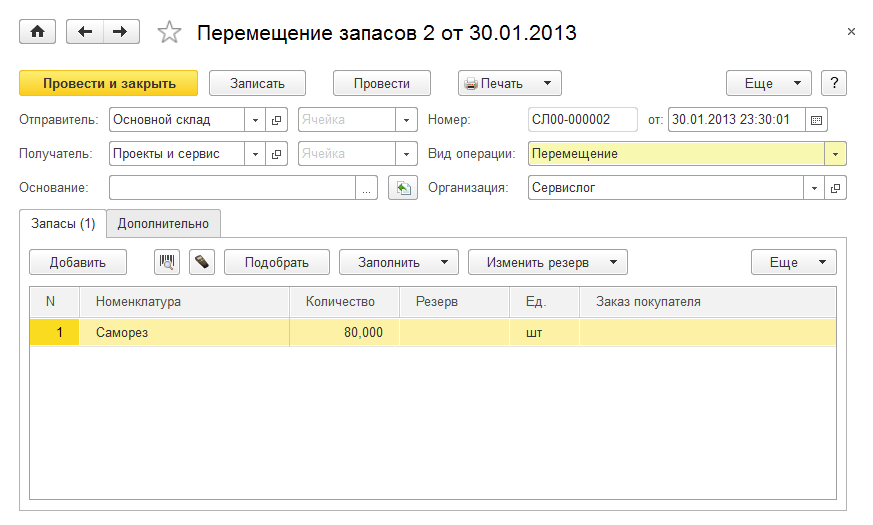 Перемещение запасов 2 от 30.01.2013
Провести и закрыть Записать Провести Печать Еще ?
Отправитель: Основной склад Ячейка Номер: СЛ00-000002 от: 30.01.2013 23:30:01
Получатель: Проекты и сервис Ячейка Вид операции: Перемещение
Основание: ... Организация: Сервислог
Запасы (1) Дополнительно
Добавить Подобрать Заполнить Изменить резерв Еще
N Номенклатура Количество Резерв Ед. Заказ покупателя
1 Саморез 80,000 шт